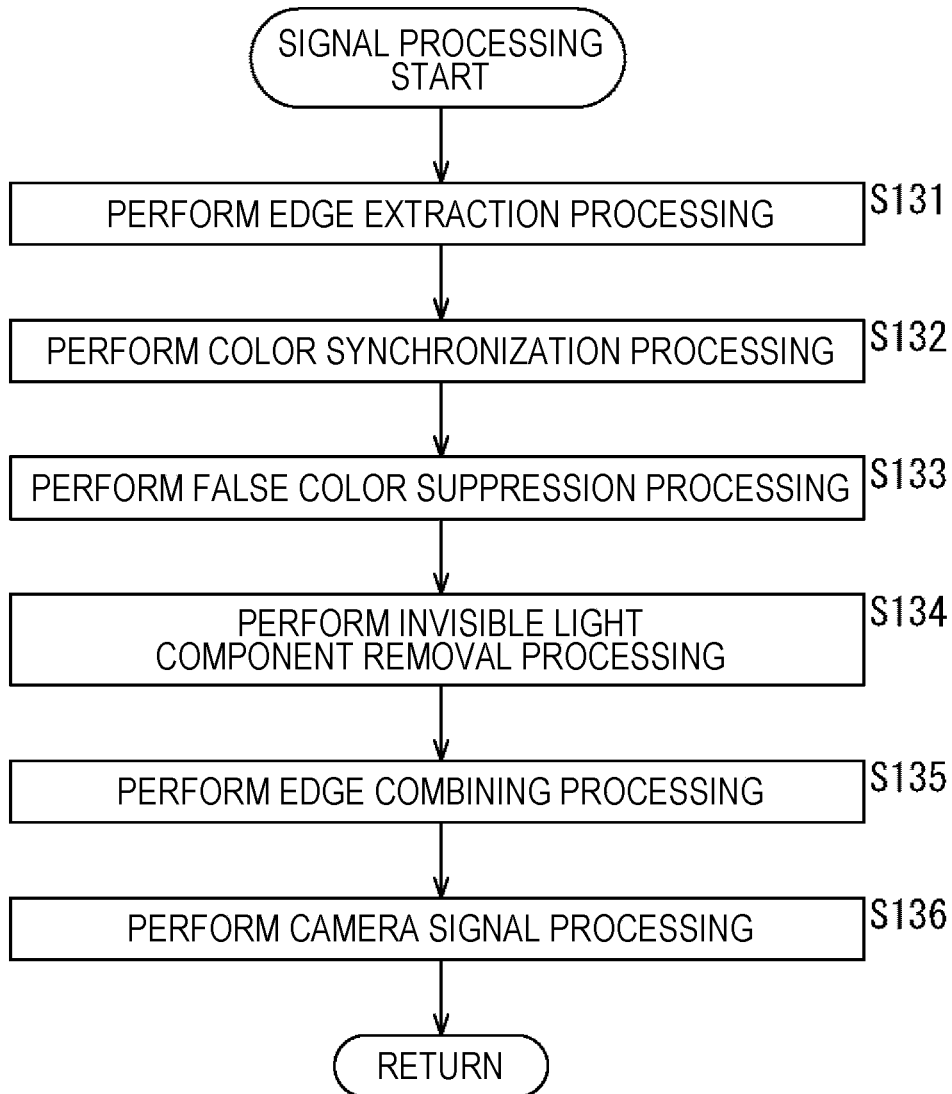 SIGNAL PROCESSING
START
PERFORM EDGE EXTRACTION PROCESSING
S131
PERFORM COLOR SYNCHRONIZATION PROCESSING
S132
PERFORM FALSE COLOR SUPPRESSION PROCESSING
S133
PERFORM INVISIBLE LIGHT
COMPONENT REMOVAL PROCESSING
S134
PERFORM EDGE COMBINING PROCESSING
S135
PERFORM CAMERA SIGNAL PROCESSING
S136
RETURN